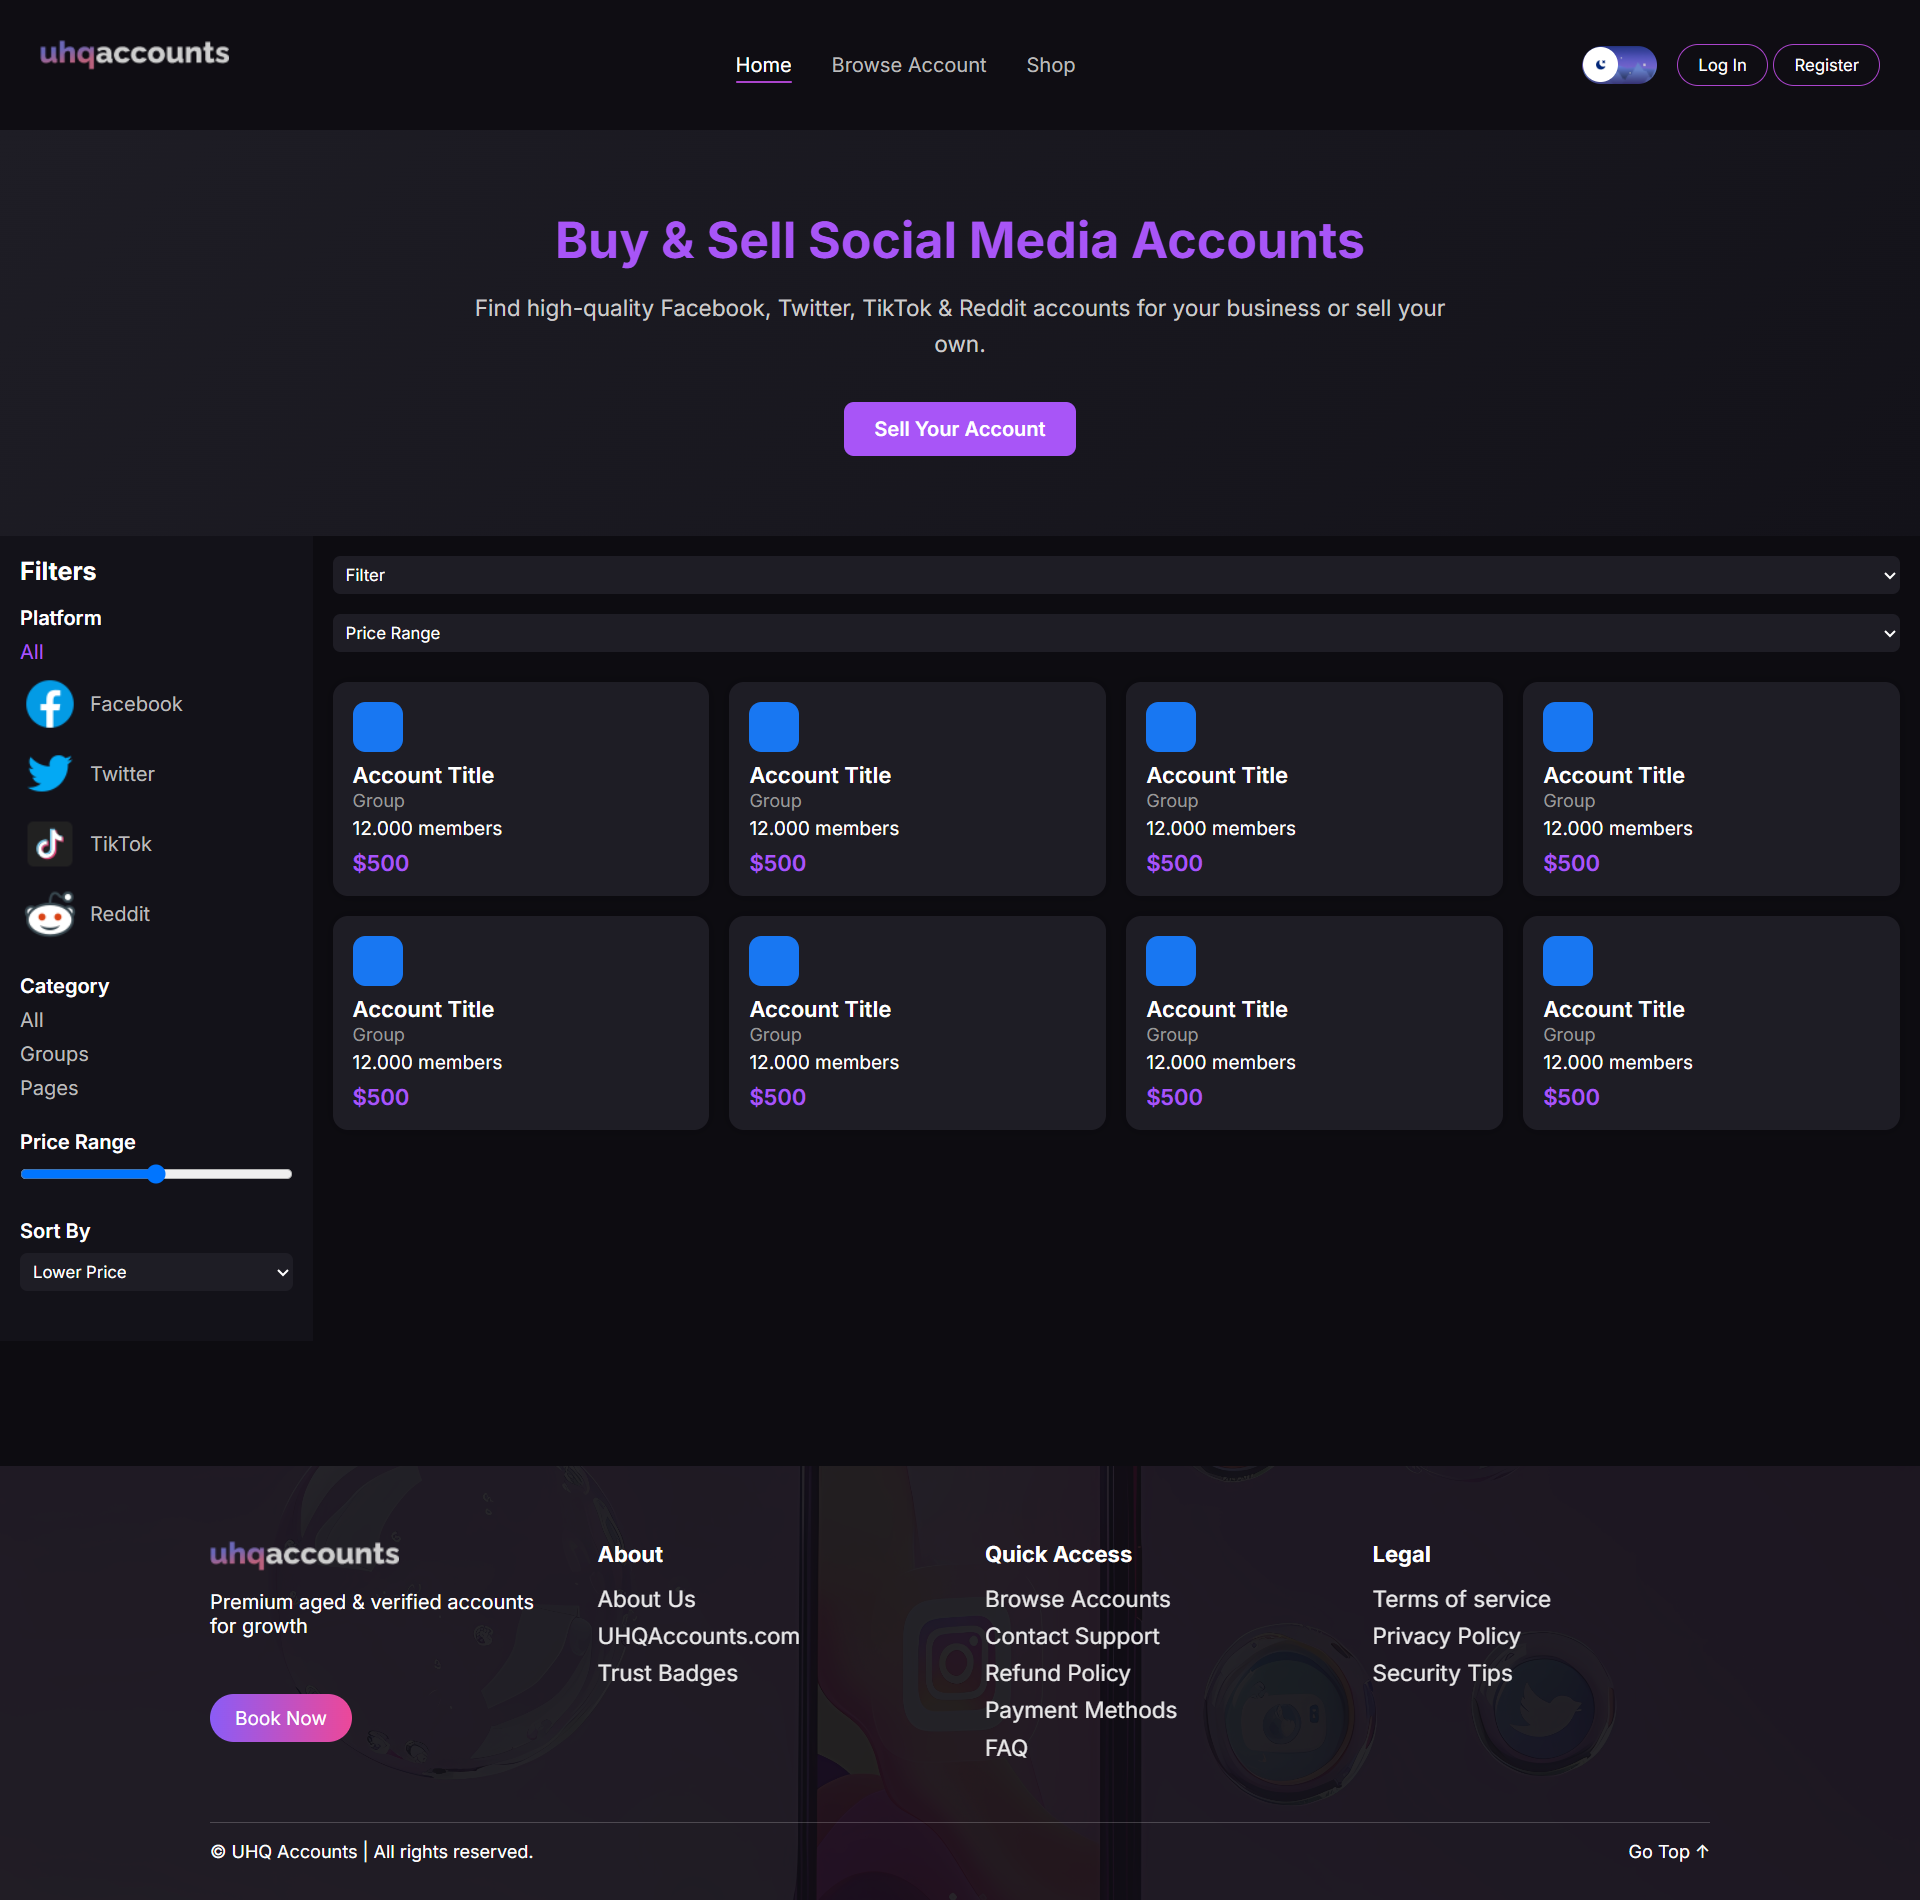 uhqaccounts
Home Browse Account Shop
Log In Register
Buy & Sell Social Media Accounts
Find high-quality Facebook, Twitter, TikTok & Reddit accounts for your business or sell your
own.
Sell Your Account
Filters
Platform
All
Facebook
Twitter
TikTok
Reddit
Category
All
Groups
Pages
Price Range
Sort By
Lower Price
Filter
Price Range
Account Title
Group
12.000 members
$500
Account Title
Group
12.000 members
$500
Account Title
Group
12.000 members
$500
Account Title
Group
12.000 members
$500
Account Title
Group
12.000 members
$500
Account Title
Group
12.000 members
$500
Account Title
Group
12.000 members
$500
Account Title
Group
12.000 members
$500
uhqaccounts
Premium aged & verified accounts
for growth
Book Now
About
About Us
UHQAccounts.com
Trust Badges
Quick Access
Browse Accounts
Contact Support
Refund Policy
Payment Methods
FAQ
Legal
Terms of service
Privacy Policy
Security Tips
© UHQ Accounts | All rights reserved.
Go Top ↑